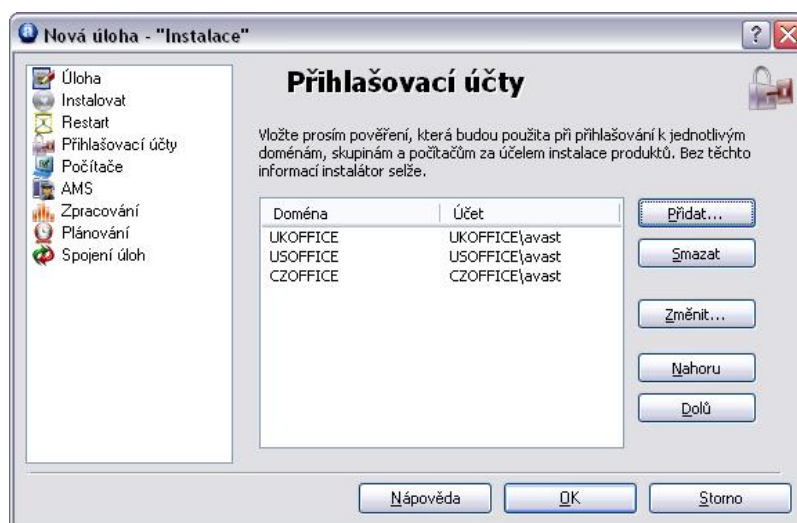 Nová úloha - "Instalace"
Úloha
Instalovat
Restart
Přihlašovací účty
Počítače
AMS
Zpracování
Plánování
Spojení úloh
Přihlašovací účty
Vložte prosím pověření, která budou použita při přihlašování k jednotlivým
doménám, skupinám a počítačům za účelem instalace produktů. Bez těchto
informací instalátor selže.
Doména Účet
UKOFFICE UKOFFICE\avast
USOFFICE USOFFICE\avast
CZOFFICE CZOFFICE\avast
Přidat...
Smazat
Změnit...
Nahoru
Dolů
Nápověda OK Storno